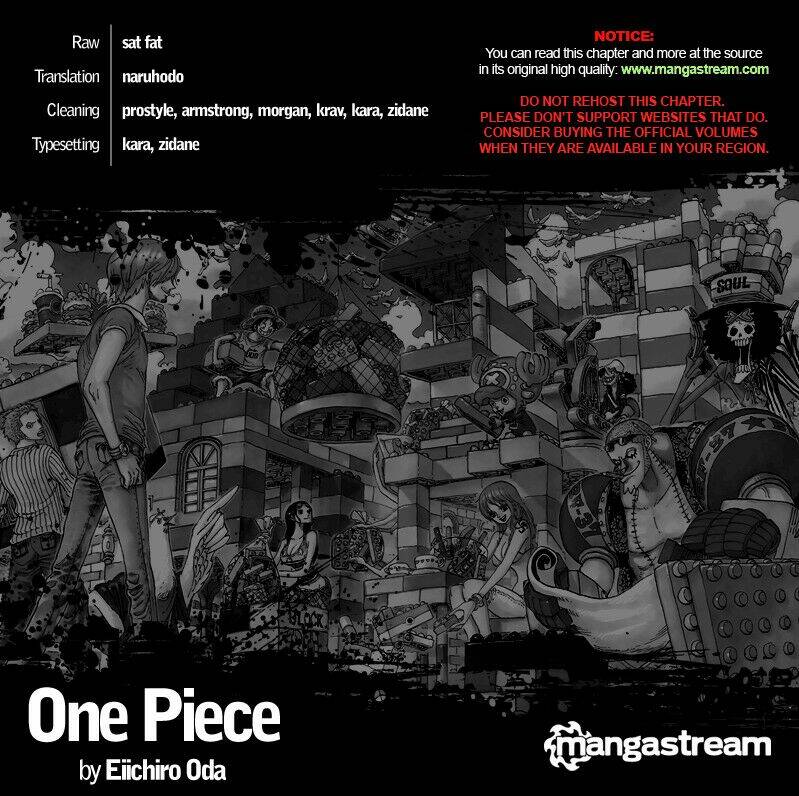 Raw sat fat
Translation naruhodo
Cleaning prostyle, armstrong, morgan, krav, kara, zidane
Typesetting kara, zidane
NOTICE:
You can read this chapter and more at the source
in its original high quality: www.mangastream.com
DO NOT REHOST THIS CHAPTER.
PLEASE DON'T SUPPORT WEBSITES THAT DO.
CONSIDER BUYING THE OFFICIAL VOLUMES
WHEN THEY ARE AVAILABLE IN YOUR REGION.
SOUL
BLOCK
One Piece
by Eiichiro Oda
mangastream